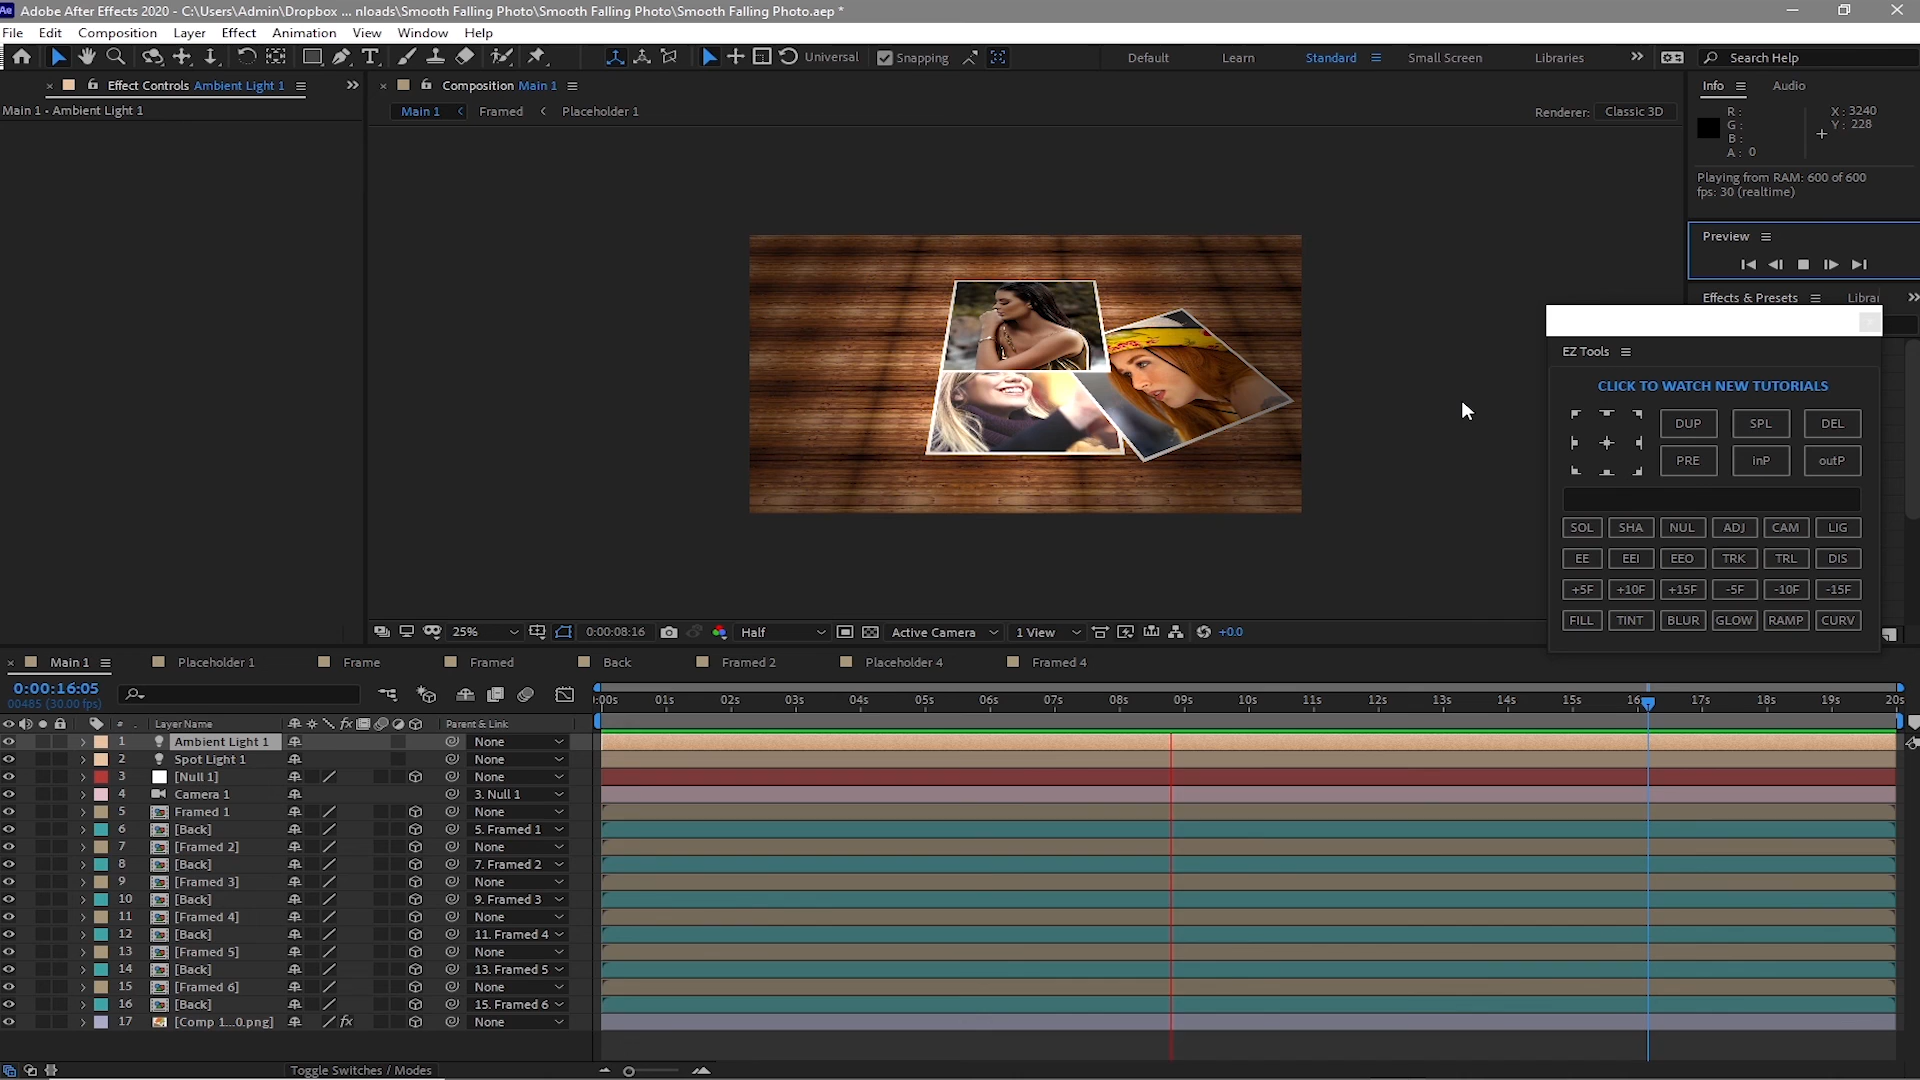 Ae Adobe After Effects 2020 - C:\Users\Admin\Dropbox ... nloads\Smooth Falling Photo\Smooth Falling Photo\Smooth Falling Photo.aep *
File Edit Composition Layer Effect Animation View Window Help
Universal Snapping Default Learn Standard Small Screen Libraries Search Help
Effect Controls Ambient Light 1
Main 1 • Ambient Light 1
Composition Main 1
Main 1 Framed Placeholder 1
Renderer: Classic 3D
Info Audio
R:
G:
B:
A: 0
X: 3240
Y: 228
Playing from RAM: 600 of 600
fps: 30 (realtime)
Preview
Effects & Presets Librar
EZ Tools
CLICK TO WATCH NEW TUTORIALS
DUP SPL DEL
PRE inP outP
SOL SHA NUL ADJ CAM LIG
EE EEI EEO TRK TRL DIS
+5F +10F +15F -5F -10F -15F
FILL TINT BLUR GLOW RAMP CURV
25% 0:00:08:16 Half Active Camera 1 View +0.0
Main 1 Placeholder 1 Frame Framed Back Framed 2 Placeholder 4 Framed 4
0:00:16:05
00485 (30.00 fps)
:00s 01s 02s 03s 04s 05s 06s 07s 08s 09s 10s 11s 12s 13s 14s 15s 16s 17s 18s 19s 20s
# Layer Name fx Parent & Link
1 Ambient Light 1 None
2 Spot Light 1 None
3 [Null 1] None
4 Camera 1 3. Null 1
5 Framed 1 None
6 [Back] 5. Framed 1
7 [Framed 2] None
8 [Back] 7. Framed 2
9 [Framed 3] None
10 [Back] 9. Framed 3
11 [Framed 4] None
12 [Back] 11. Framed 4
13 [Framed 5] None
14 [Back] 13. Framed 5
15 [Framed 6] None
16 [Back] 15. Framed 6
17 [Comp 1...0.png] fx None
Toggle Switches / Modes